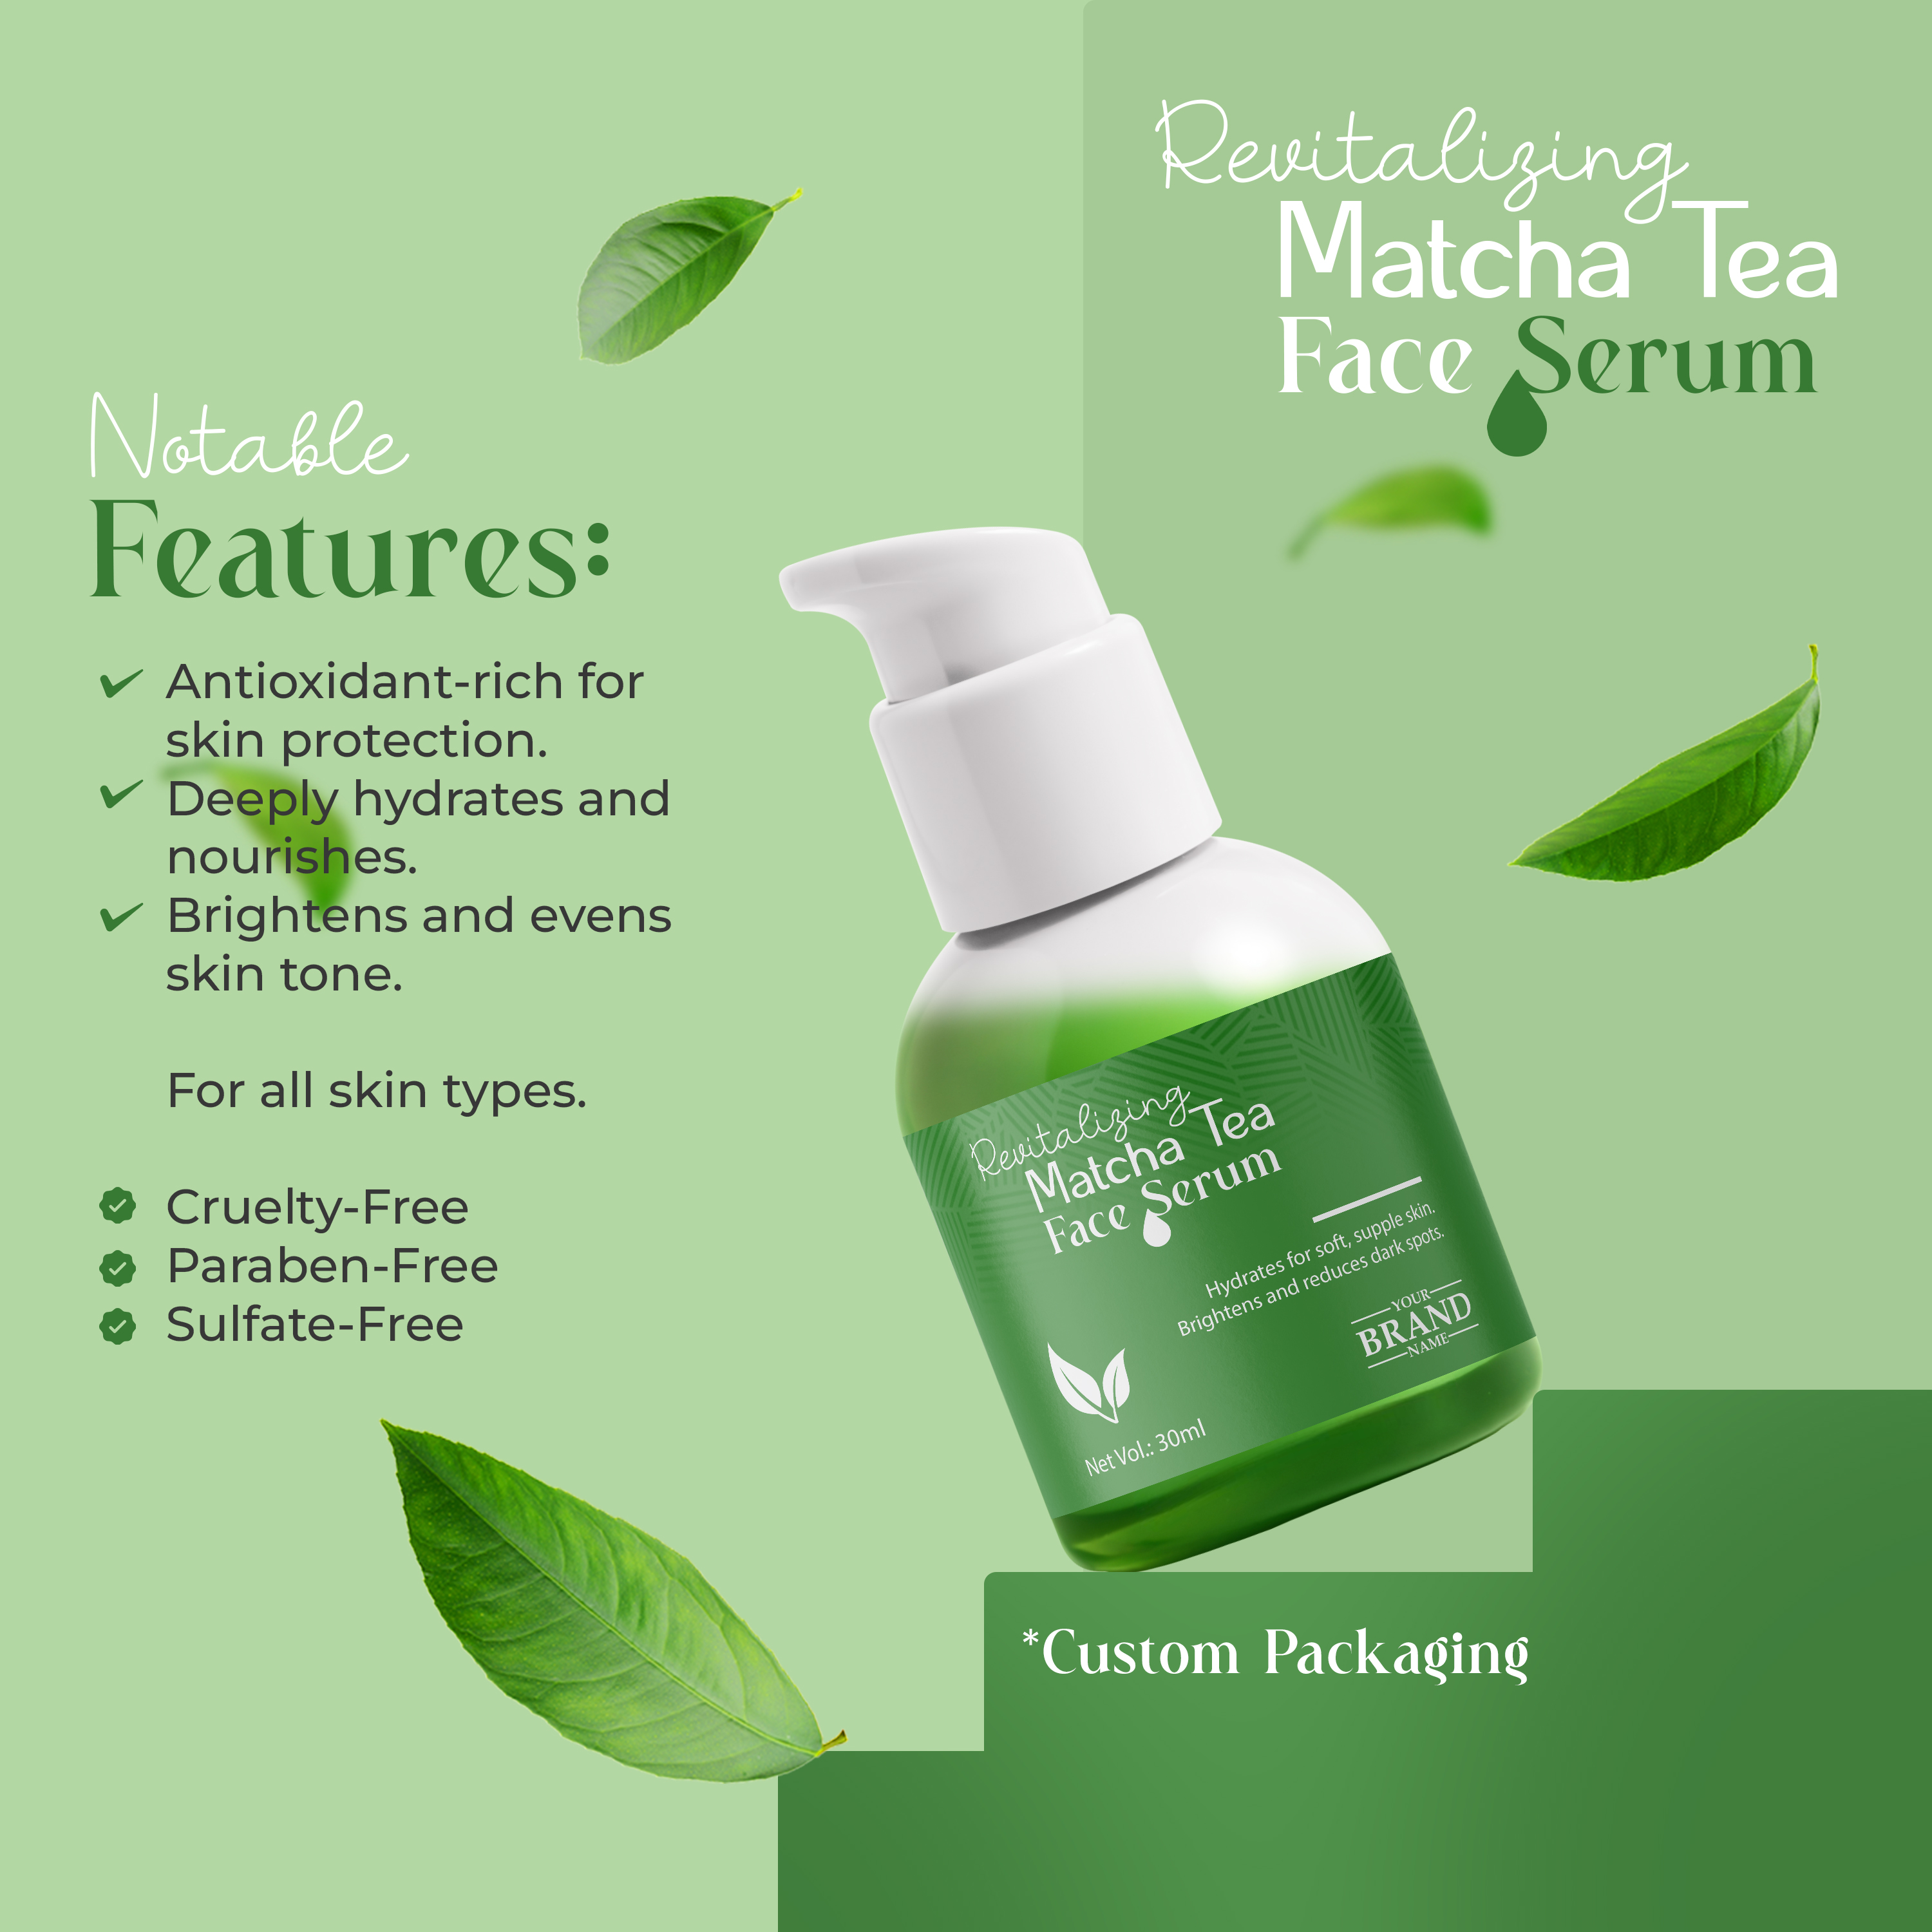 Revitalizing
Matcha Tea
Face Serum
Notable
Features:
Antioxidant-rich for
skin protection.
Deeply hydrates and
nourishes.
Brightens and evens
skin tone.
For all skin types.
Cruelty-Free
Paraben-Free
Sulfate-Free
Revitalizing
Matcha Tea
Face Serum
Hydrates for soft, supple skin.
Brightens and reduces dark spots.
YOUR
BRAND
NAME
Net Vol.: 30ml
*Custom Packaging